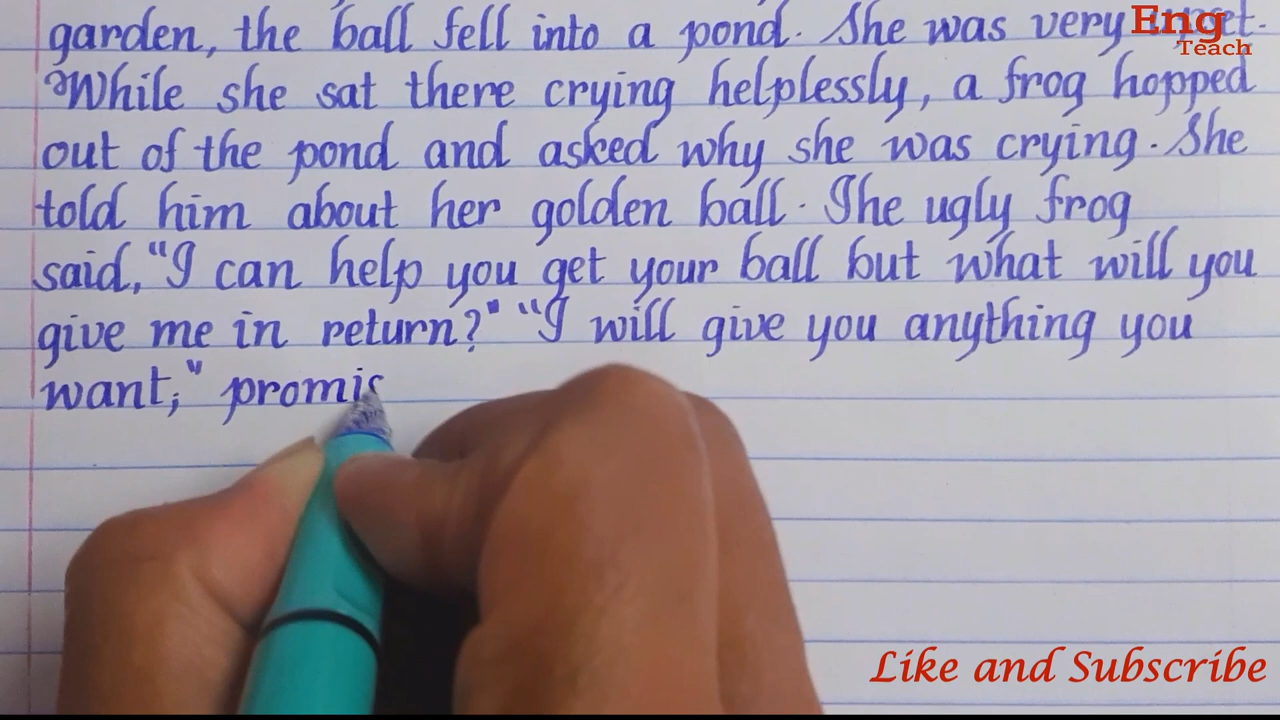 garden, the ball fell into a pond. She was very upset.
While she sat there crying helplessly, a frog hopped
out of the pond and asked why she was crying. She
told him about her golden ball. The ugly frog
said, "I can help you get your ball but what will you
give me in return?" "I will give you anything you
want," promis
Eng
Teach
Like and Subscribe